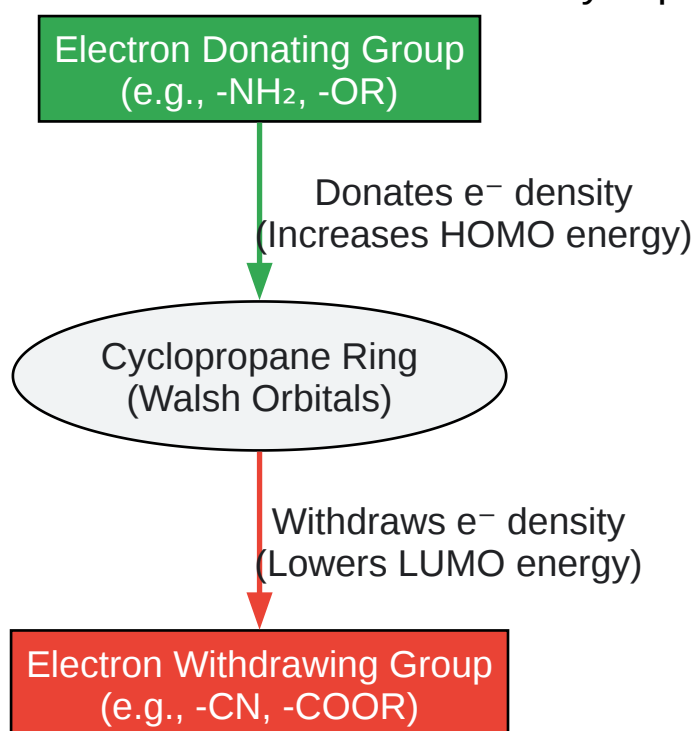 Electron Donating Group
(e.g., -NH₂, -OR)
Donates e⁻ density
(Increases HOMO energy)
Cyclopropane Ring
(Walsh Orbitals)
Withdraws e⁻ density
(Lowers LUMO energy)
Electron Withdrawing Group
(e.g., -CN, -COOR)